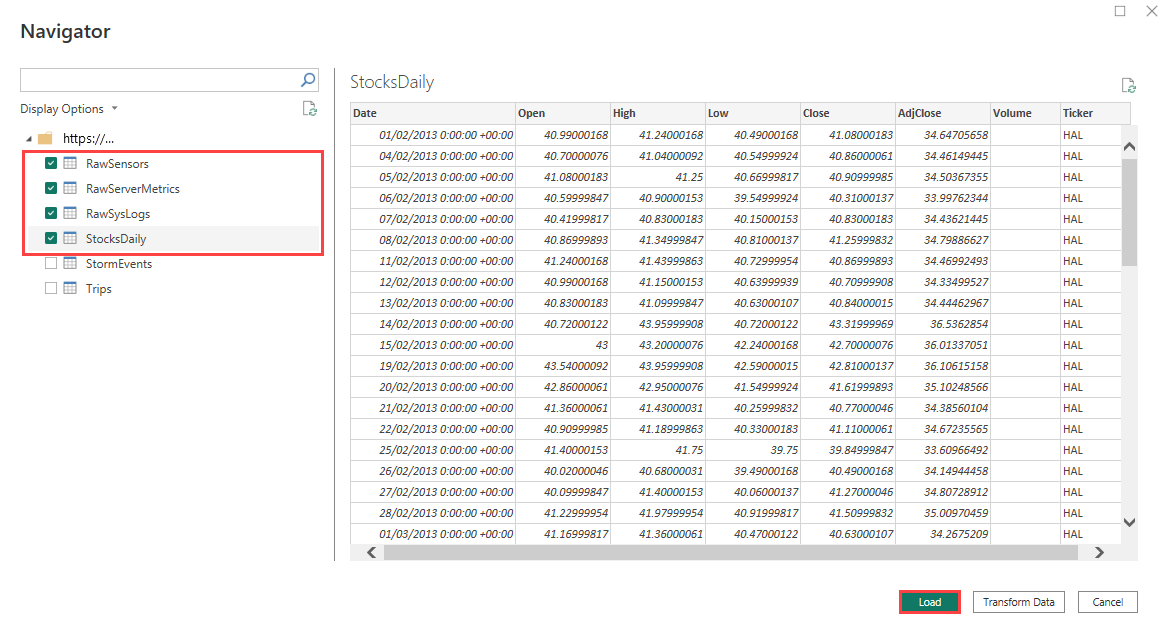 Navigator
Display Options
https://...
RawSensors
RawServerMetrics
RawSysLogs
StocksDaily
StormEvents
Trips
StocksDaily
Date Open High Low Close AdjClose Volume Ticker
01/02/2013 0:00:00 +00:00 40.99000168 41.24000168 40.49000168 41.08000183 34.64705658 HAL
04/02/2013 0:00:00 +00:00 40.70000076 41.04000092 40.54999924 40.86000061 34.46149445 HAL
05/02/2013 0:00:00 +00:00 41.08000183 41.25 40.66999817 40.90999985 34.50367355 HAL
06/02/2013 0:00:00 +00:00 40.59999847 40.90000153 39.54999924 40.31000137 33.99762344 HAL
07/02/2013 0:00:00 +00:00 40.41999817 40.83000183 40.15000153 40.83000183 34.43621445 HAL
08/02/2013 0:00:00 +00:00 40.86999893 41.34999847 40.81000137 41.25999832 34.79886627 HAL
11/02/2013 0:00:00 +00:00 41.24000168 41.43999863 40.72999954 40.86999893 34.46992493 HAL
12/02/2013 0:00:00 +00:00 40.99000168 41.15000153 40.63999939 40.70999908 34.33499527 HAL
13/02/2013 0:00:00 +00:00 40.83000183 41.09999847 40.63000107 40.84000015 34.44462967 HAL
14/02/2013 0:00:00 +00:00 40.72000122 43.95999908 40.72000122 43.31999969 36.5362854 HAL
15/02/2013 0:00:00 +00:00 43 43.20000076 42.24000168 42.70000076 36.01337051 HAL
19/02/2013 0:00:00 +00:00 43.54000092 43.95999908 42.59000015 42.81000137 36.10615158 HAL
20/02/2013 0:00:00 +00:00 42.86000061 42.95000076 41.54999924 41.61999893 35.10248566 HAL
21/02/2013 0:00:00 +00:00 41.36000061 41.43000031 40.25999832 40.77000046 34.38560104 HAL
22/02/2013 0:00:00 +00:00 40.90999985 41.18999863 40.33000183 41.11000061 34.67235565 HAL
25/02/2013 0:00:00 +00:00 41.40000153 41.75 39.75 39.84999847 33.60966492 HAL
26/02/2013 0:00:00 +00:00 40.02000046 40.68000031 39.49000168 40.49000168 34.14944458 HAL
27/02/2013 0:00:00 +00:00 40.09999847 41.40000153 40.06000137 41.27000046 34.80728912 HAL
28/02/2013 0:00:00 +00:00 41.22999954 41.97999954 40.91999817 41.50999832 35.00970459 HAL
01/03/2013 0:00:00 +00:00 41.16999817 41.36000061 40.47000122 40.63000107 34.2675209 HAL
Load Transform Data Cancel